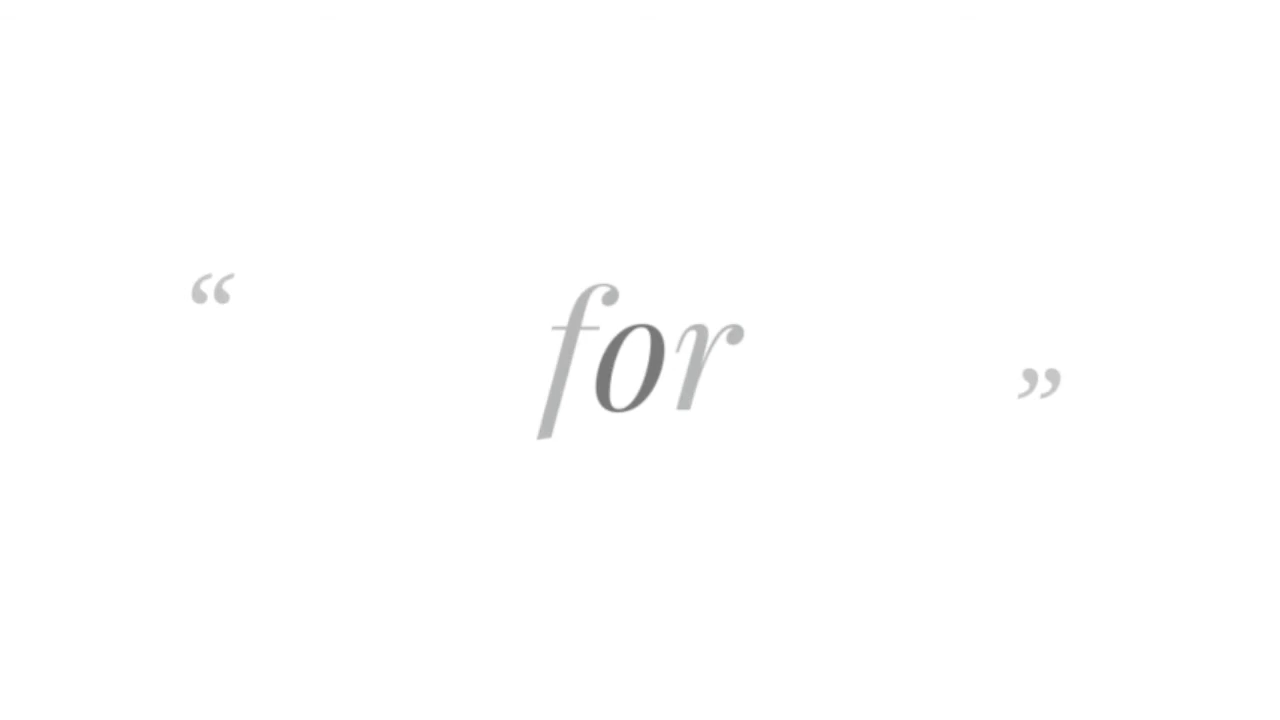 “ for ”